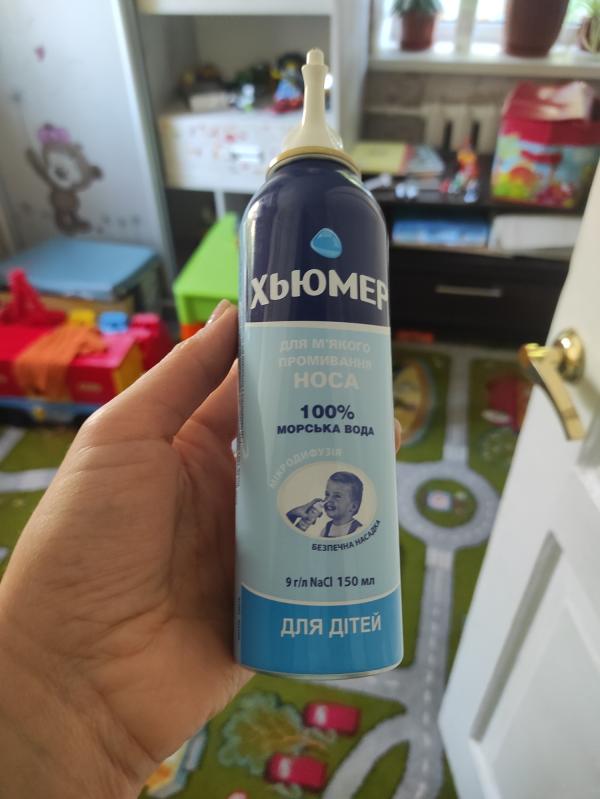 ХЬЮМЕР
ДЛЯ М'ЯКОГО
ПРОМИВАННЯ
НОСА
100%
МОРСЬКА ВОДА
МІКРОДИФУЗІЯ
БЕЗПЕЧНА НАСАДКА
9 г/л NaCl 150 мл
ДЛЯ ДІТЕЙ